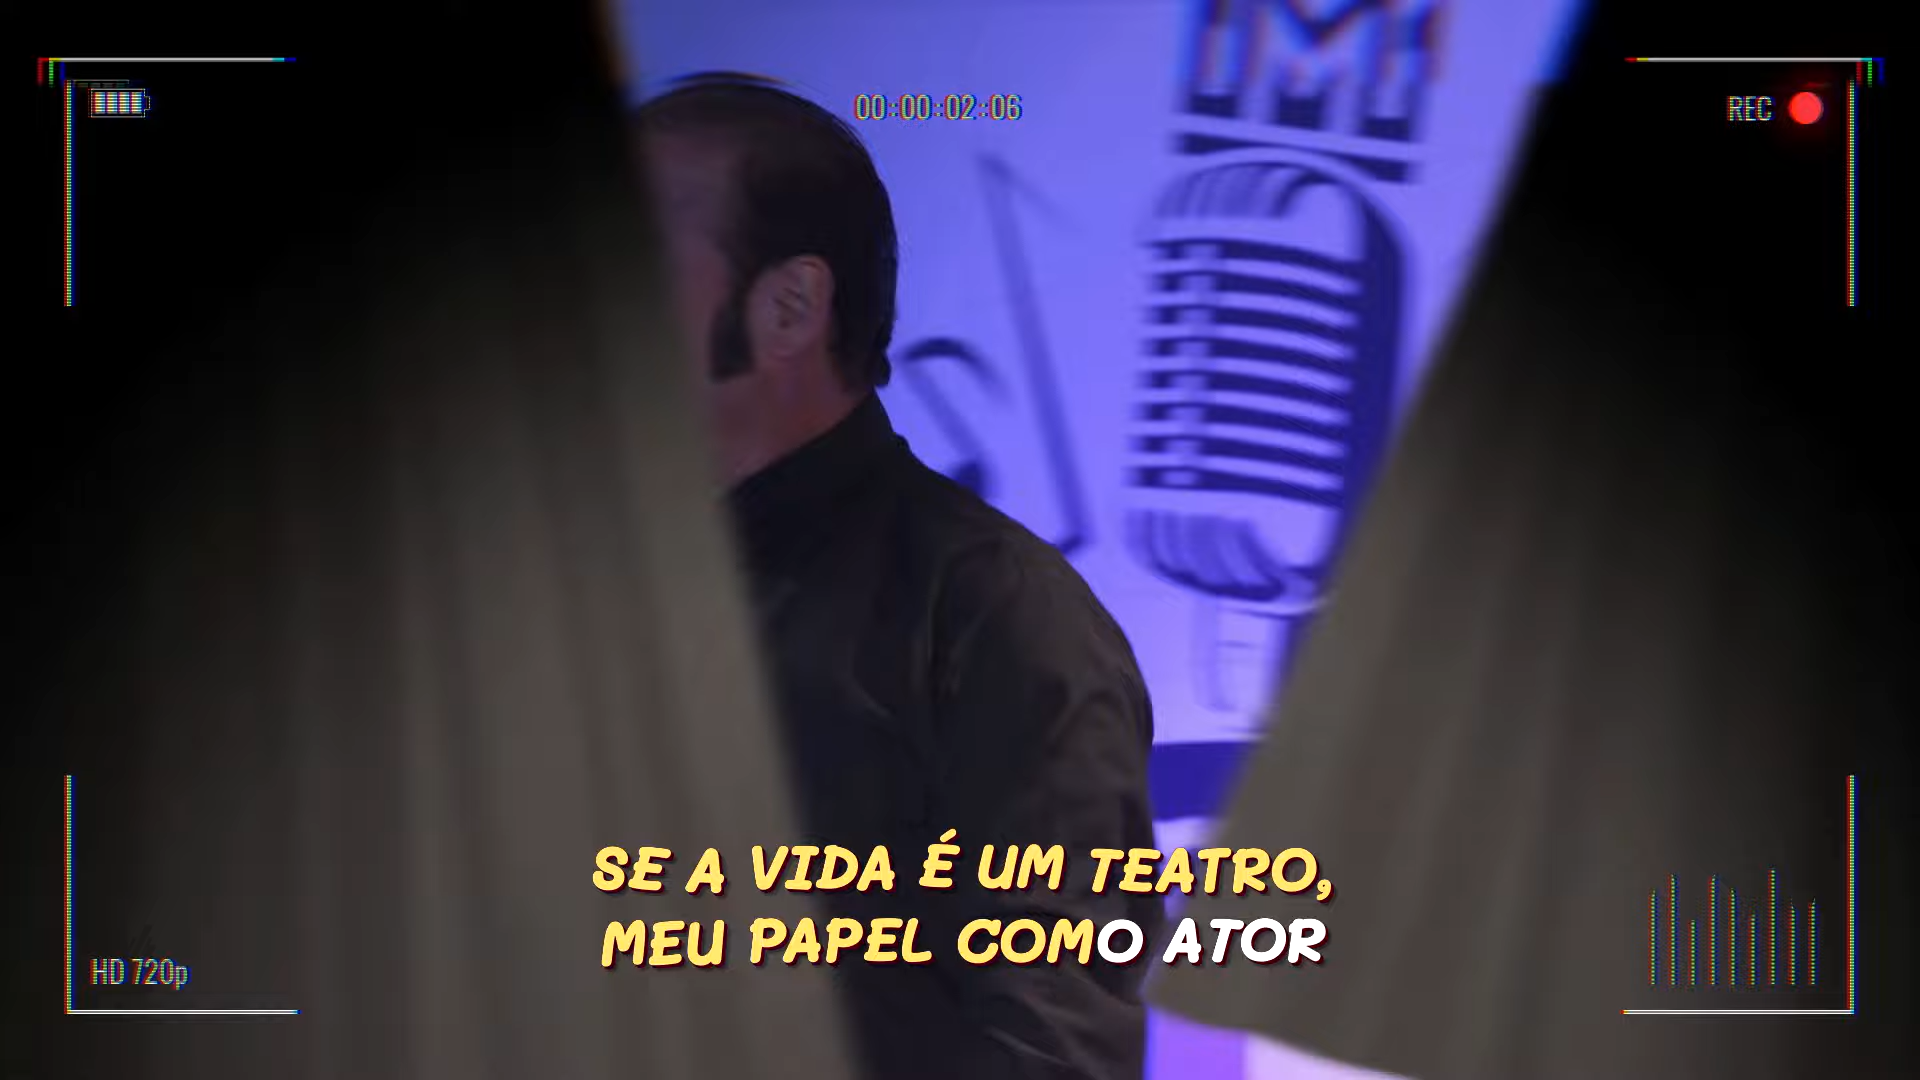 00:00:02:06
REC
SE A VIDA É UM TEATRO,
MEU PAPEL COMO ATOR
HD 720p